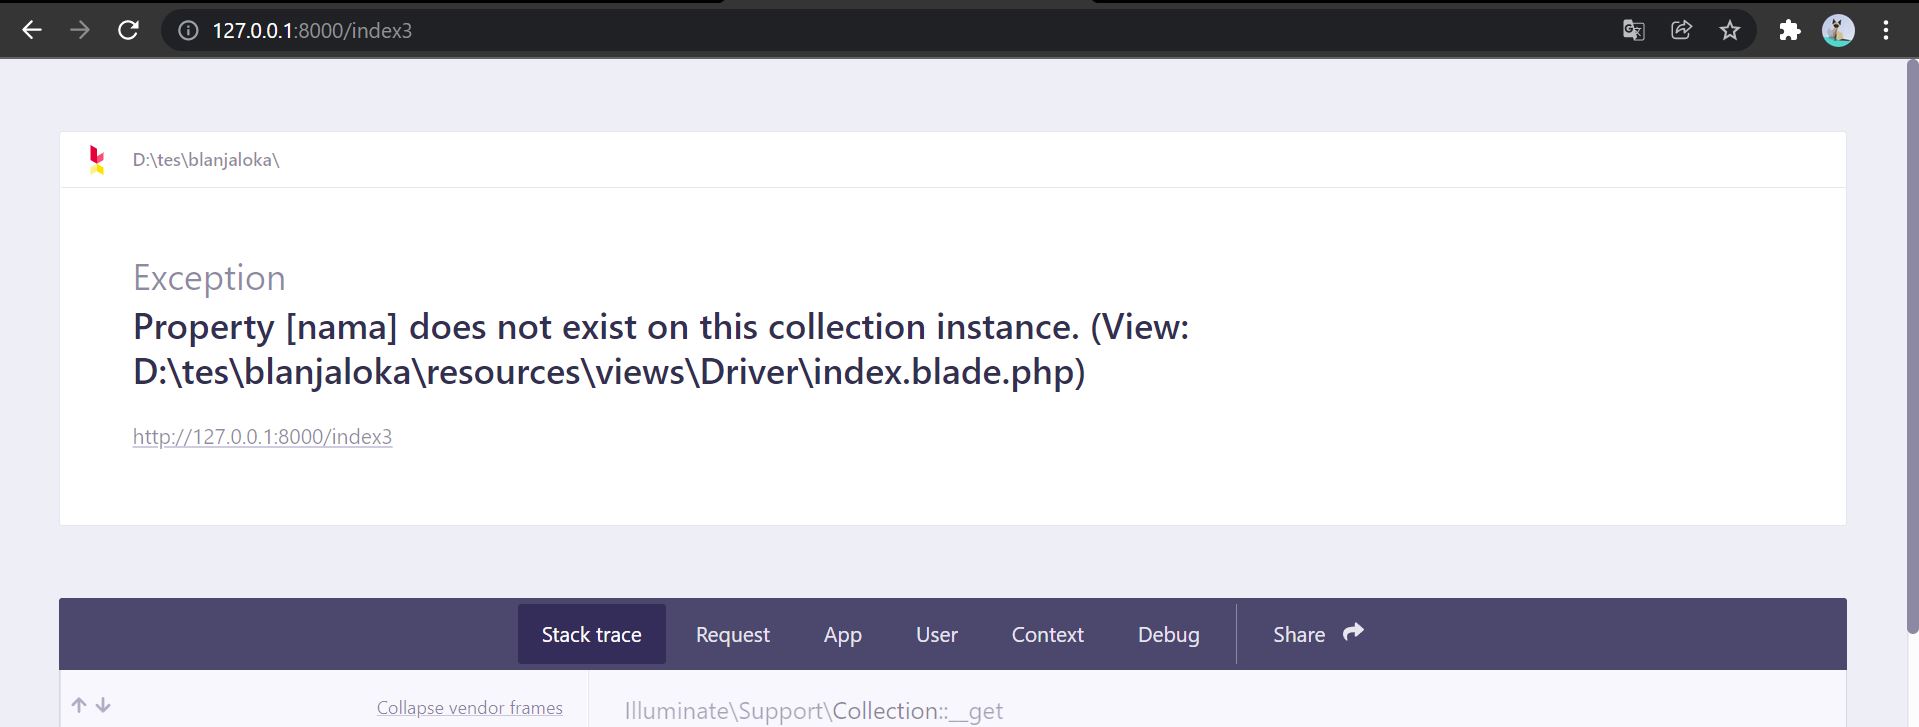 127.0.0.1:8000/index3
D:\tes\blanjaloka\
Exception
Property [nama] does not exist on this collection instance. (View:
D:\tes\blanjaloka\resources\views\Driver\index.blade.php)
http://127.0.0.1:8000/index3
Stack trace Request App User Context Debug Share
Collapse vendor frames Illuminate\Support\Collection::__get